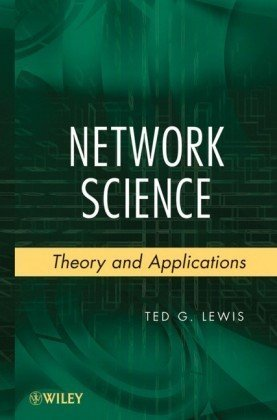 NETWORK
SCIENCE
Theory and Applications
TED G. LEWIS
WILEY